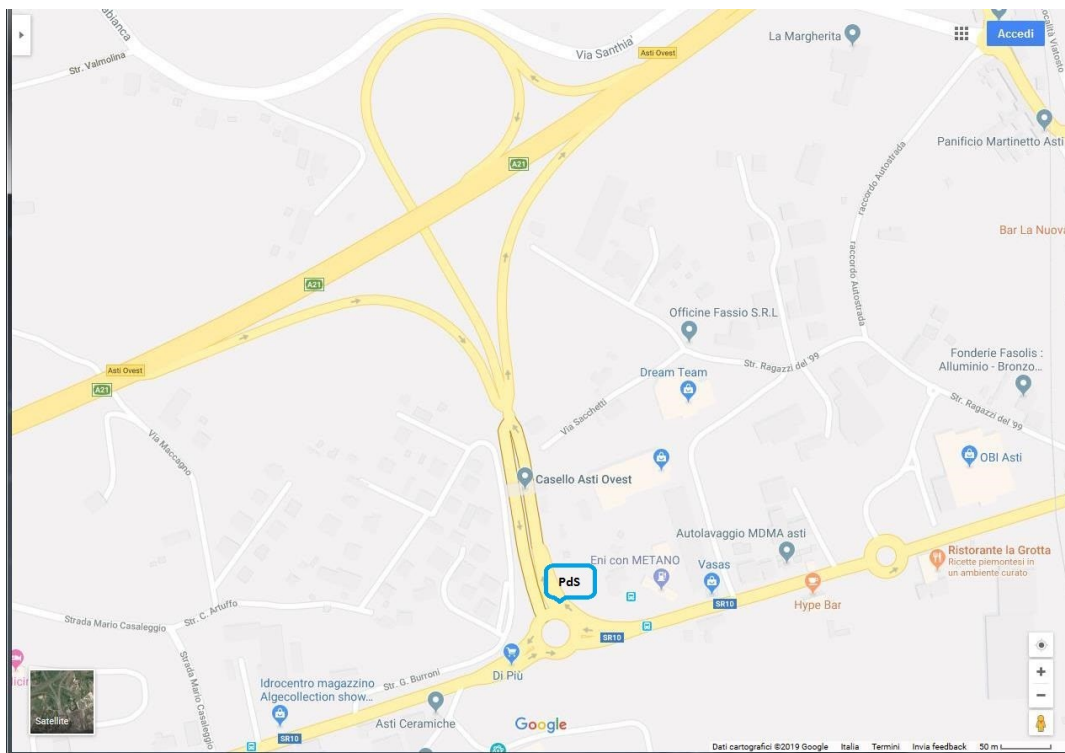 Via Santhia'
Asti Ovest
La Margherita
Accedi
Str. Valmolina
Panificio Martinetto Asti
A21
raccordo Autostrada
Bar La Nuova
raccordo Autostrada
A21
Officine Fassio S.R.L
Fonderie Fasolis :
Alluminio - Bronzo...
Str. Ragazzi del '99
Asti Ovest
Dream Team
A21
Str. Ragazzi del '99
Via Sacchetti
Via Maccagno
OBI Asti
Casello Asti Ovest
Autolavaggio MDMA asti
Ristorante la Grotta
Ricette piemontesi in
un ambiente curato
Eni con METANO
Vasas
PdS
SR10
Hype Bar
Str. C. Artuffo
Strada Mario Casaleggio
SR10
Di Più
Strada Mario Casaleggio
Str. G. Burroni
Idrocentro magazzino
Algecollection show...
Asti Ceramiche
Satellite
Google
SR10
Dati cartografici ©2019 Google Italia Termini Invia feedback 50 m